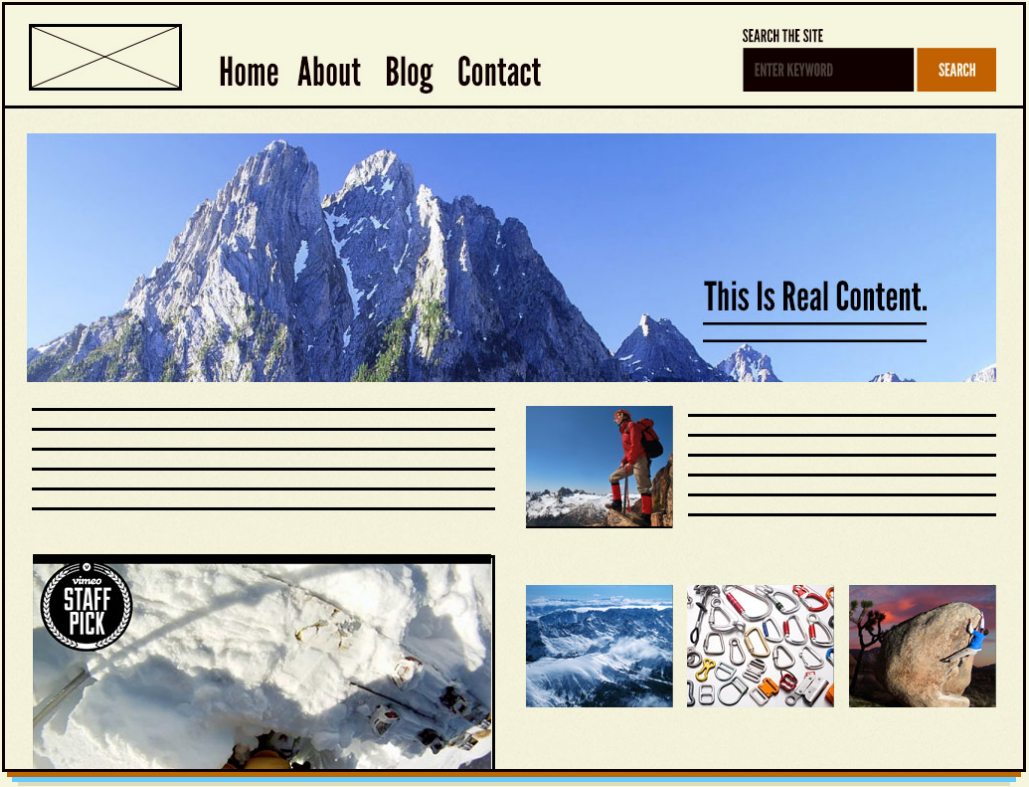 SEARCH THE SITE
Home About Blog Contact
ENTER KEYWORD
SEARCH
This Is Real Content.
vimeo
STAFF
PICK